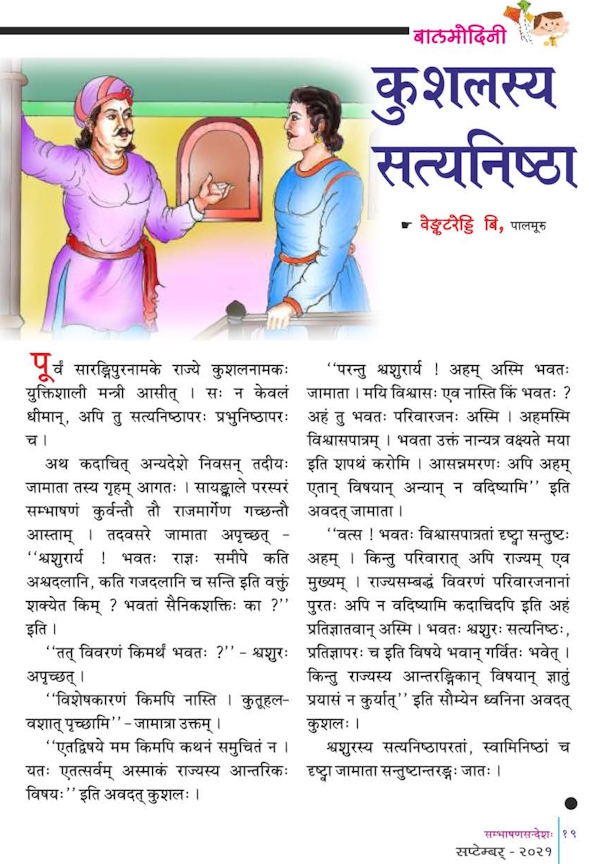 बालमोदिनी
कुशलस्य
सत्यनिष्ठा
☛ वेङ्कटरेड्डि बि, पालमूरु
पूर्वं सारङ्गिपुरनामके राज्ये कुशलनामकः
युक्तिशाली मन्त्री आसीत् । सः न केवलं
धीमान्, अपि तु सत्यनिष्ठापरः प्रभुनिष्ठापरः
च ।
अथ कदाचित् अन्यदेशे निवसन् तदीयः
जामाता तस्य गृहम् आगतः । सायङ्काले परस्परं
सम्भाषणं कुर्वन्तौ तौ राजमार्गेण गच्छन्तौ
आस्ताम् । तदवसरे जामाता अपृच्छत् –
‘‘श्वशुरार्य ! भवतः राज्ञः समीपे कति
अश्वदलानि, कति गजदलानि च सन्ति इति वक्तुं
शक्येत किम् ? भवतां सैनिकशक्तिः का ?’’
इति ।
‘‘तत् विवरणं किमर्थं भवतः ?’’ – श्वशुरः
अपृच्छत् ।
‘‘विशेषकारणं किमपि नास्ति । कुतूहल-
वशात् पृच्छामि’’ – जामात्रा उक्तम् ।
‘‘एतद्विषये मम किमपि कथनं समुचितं न ।
यतः एतत्सर्वम् अस्माकं राज्यस्य आन्तरिकः
विषयः’’ इति अवदत् कुशलः ।
‘‘परन्तु श्वशुरार्य ! अहम् अस्मि भवतः
जामाता । मयि विश्वासः एव नास्ति किं भवतः ?
अहं तु भवतः परिवारजनः अस्मि । अहमस्मि
विश्वासपात्रम् । भवता उक्तं नान्यत्र वक्ष्यते मया
इति शपथं करोमि । आसन्नमरणः अपि अहम्
एतान् विषयान् अन्यान् न वदिष्यामि’’ इति
अवदत् जामाता ।
‘‘वत्स ! भवतः विश्वासपात्रतां दृष्ट्वा सन्तुष्टः
अहम् । किन्तु परिवारात् अपि राज्यम् एव
मुख्यम् । राज्यसम्बद्धं विवरणं परिवारजनानां
पुरतः अपि न वदिष्यामि कदाचिदपि इति अहं
प्रतिज्ञातवान् अस्मि । भवतः श्वशुरः सत्यनिष्ठः,
प्रतिज्ञापरः च इति विषये भवान् गर्वितः भवेत् ।
किन्तु राज्यस्य आन्तरङ्गिकान् विषयान् ज्ञातुं
प्रयासं न कुर्यात्’’ इति सौम्येन ध्वनिना अवदत्
कुशलः ।
श्वशुरस्य सत्यनिष्ठापरतां, स्वामिनिष्ठां च
दृष्ट्वा जामाता सन्तुष्टान्तरङ्गः जातः ।
सम्भाषणसन्देशः १९
सप्टेम्बर् - २०२१